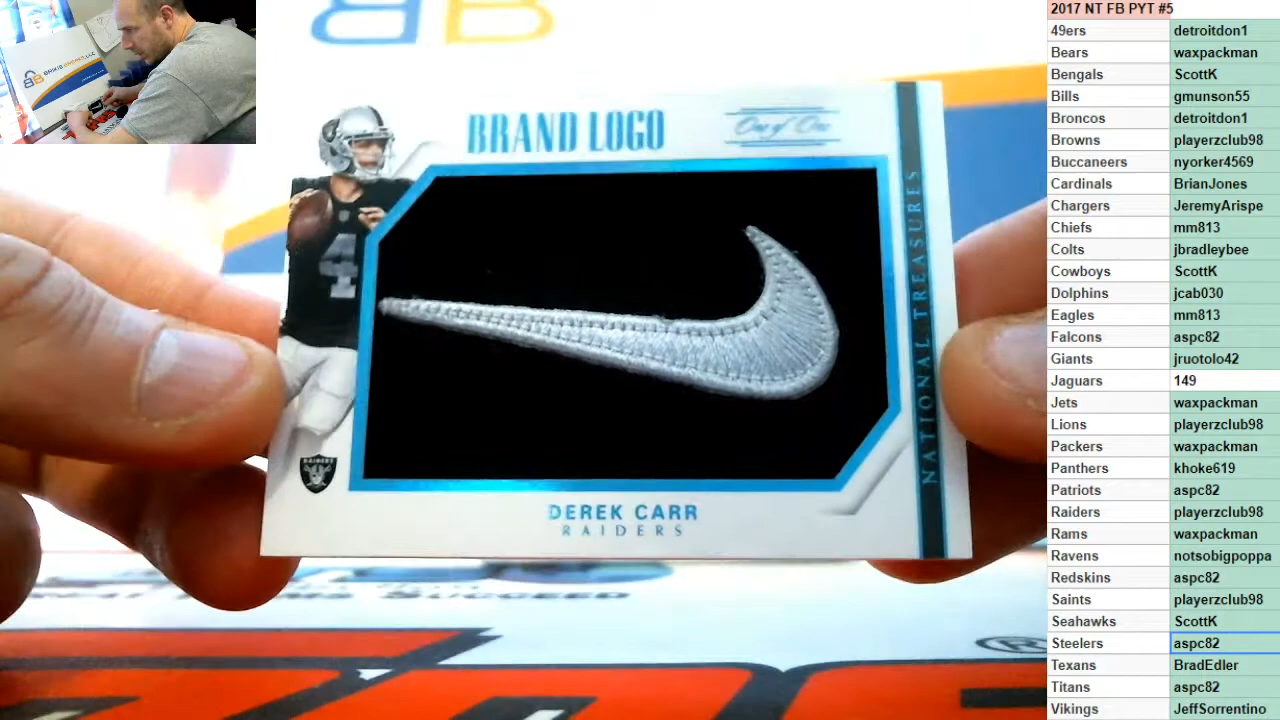 BRAND LOGO
One of One
4
NATIONAL TREASURES
RAIDERS
DEREK CARR
RAIDERS
SUCCEED
®
2017 NT FB PYT #5
49ers detroitdon1
Bears waxpackman
Bengals ScottK
Bills gmunson55
Broncos detroitdon1
Browns playerzclub98
Buccaneers nyorker4569
Cardinals BrianJones
Chargers JeremyArispe
Chiefs mm813
Colts jbradleybee
Cowboys ScottK
Dolphins jcab030
Eagles mm813
Falcons aspc82
Giants jruotolo42
Jaguars 149
Jets waxpackman
Lions playerzclub98
Packers waxpackman
Panthers khoke619
Patriots aspc82
Raiders playerzclub98
Rams waxpackman
Ravens notsobigpoppa
Redskins aspc82
Saints playerzclub98
Seahawks ScottK
Steelers aspc82
Texans BradEdler
Titans aspc82
Vikings JeffSorrentino